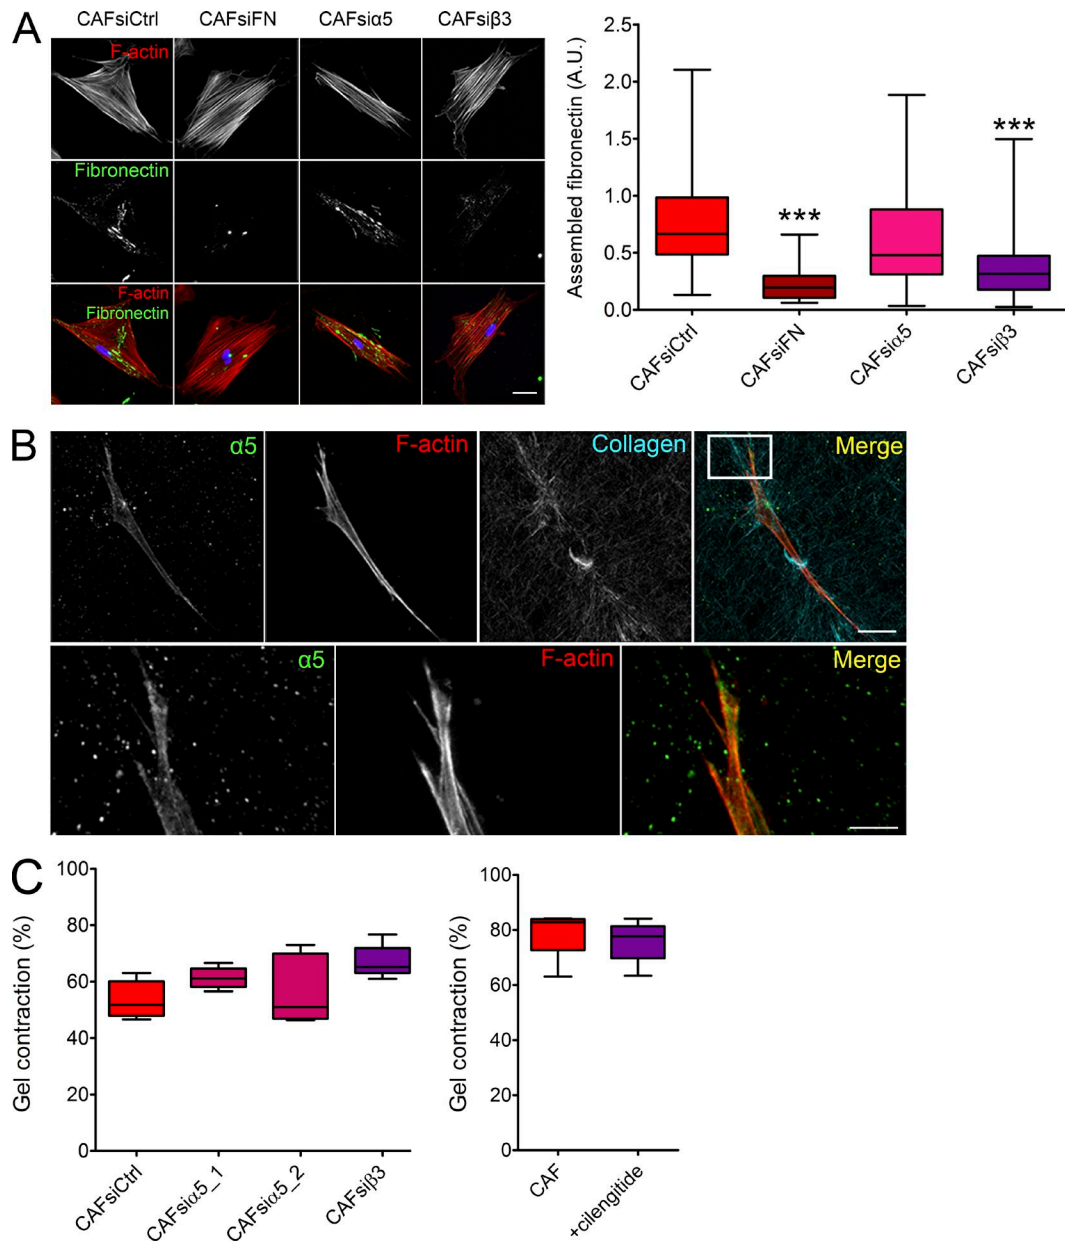 A
CAFsiCtrl CAFsiFN CAFsiα5 CAFsiβ3
F-actin
Fibronectin
F-actin
Fibronectin
Assembled fibronectin (A.U.)
2.5
2.0
1.5
1.0
0.5
0.0
***
***
CAFsiCtrl
CAFsiFN
CAFsiα5
CAFsiβ3
B
α5 F-actin Collagen Merge
α5 F-actin Merge
C
Gel contraction (%)
100
80
60
40
20
0
CAFsiCtrl
CAFsiα5_1
CAFsiα5_2
CAFsiβ3
Gel contraction (%)
100
80
60
40
20
0
CAF
+cilengitide